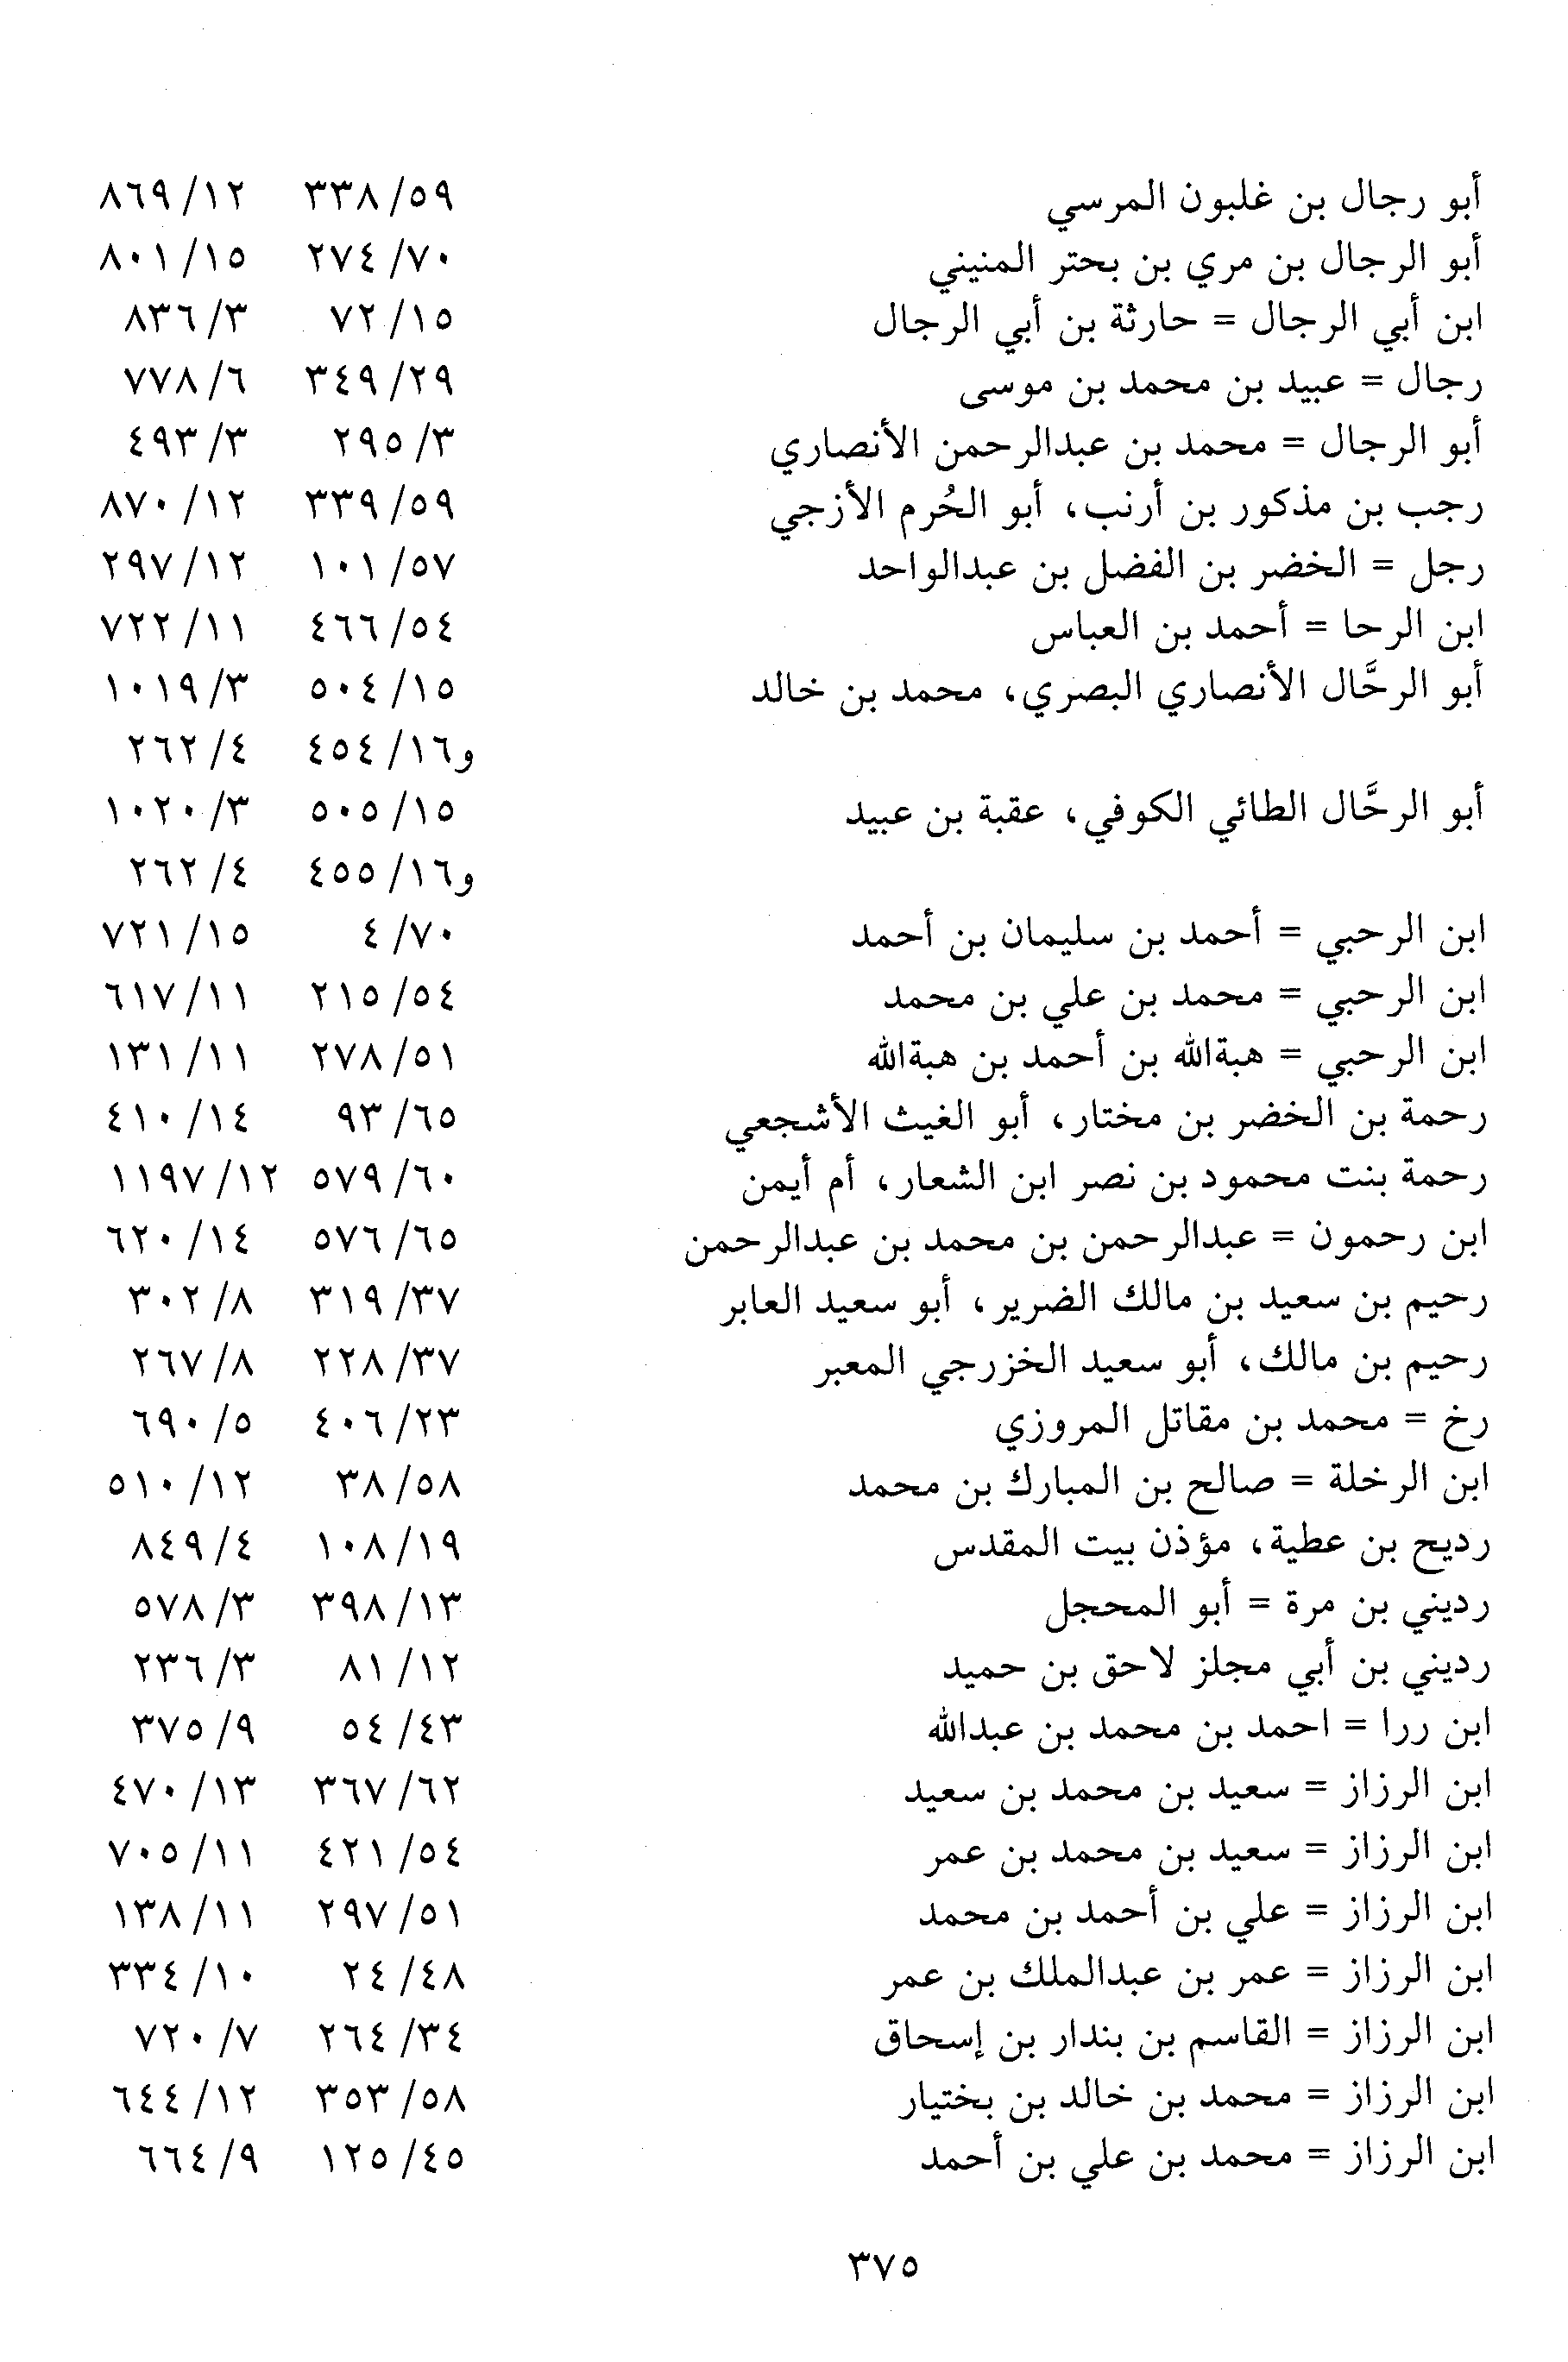 أبو رجال بن غلبون المرسي ٥٩/ ٣٣٨ ١٢/ ٨٦٩
أبو الرجال بن مري بن بحتر المنيني ٧٠/ ٢٧٤ ١٥/ ٨٠١
ابن أبي الرجال = حارثة بن أبي الرجال ١٥/ ٧٢ ٣/ ٨٣٦
رجال = عبيد بن محمد بن موسى ٢٩/ ٣٤٩ ٦/ ٧٧٨
أبو الرجال = محمد بن عبدالرحمن الأنصاري ٣/ ٢٩٥ ٣/ ٤٩٣
رجب بن مذكور بن أرنب، أبو الحُرم الأزجي ٥٩/ ٣٣٩ ١٢/ ٨٧٠
رجل = الخضر بن الفضل بن عبدالواحد ٥٧/ ١٠١ ١٢/ ٢٩٧
ابن الرحا = أحمد بن العباس ٥٤/ ٤٦٦ ١١/ ٧٢٢
أبو الرحَّال الأنصاري البصري، محمد بن خالد ١٥/ ٥٠٤ ٣/ ١٠١٩
و١٦/ ٤٥٤ ٤/ ٢٦٢
أبو الرحَّال الطائي الكوفي، عقبة بن عبيد ١٥/ ٥٠٥ ٣/ ١٠٢٠
و١٦/ ٤٥٥ ٤/ ٢٦٢
ابن الرحبي = أحمد بن سليمان بن أحمد ٧٠/ ٤ ١٥/ ٧٢١
ابن الرحبي = محمد بن علي بن محمد ٥٤/ ٢١٥ ١١/ ٦١٧
ابن الرحبي = هبةالله بن أحمد بن هبةالله ٥١/ ٢٧٨ ١١/ ١٣١
رحمة بن الخضر بن مختار، أبو الغيث الأشجعي ٦٥/ ٩٣ ١٤/ ٤١٠
رحمة بنت محمود بن نصر ابن الشعار، أم أيمن ٦٠/ ٥٧٩ ١٢/ ١١٩٧
ابن رحمون = عبدالرحمن بن محمد بن عبدالرحمن ٦٥/ ٥٧٦ ١٤/ ٦٢٠
رحيم بن سعيد بن مالك الضرير، أبو سعيد العابر ٣٧/ ٣١٩ ٨/ ٣٠٢
رحيم بن مالك، أبو سعيد الخزرجي المعبر ٣٧/ ٢٢٨ ٨/ ٢٦٧
رخ = محمد بن مقاتل المروزي ٢٣/ ٤٠٦ ٥/ ٦٩٠
ابن الرخلة = صالح بن المبارك بن محمد ٥٨/ ٣٨ ١٢/ ٥١٠
رديح بن عطية، مؤذن بيت المقدس ١٩/ ١٠٨ ٤/ ٨٤٩
رديني بن مرة = أبو المحجل ١٣/ ٣٩٨ ٣/ ٥٧٨
رديني بن أبي مجلز لاحق بن حميد ١٢/ ٨١ ٣/ ٢٣٦
ابن ررا = احمد بن محمد بن عبدالله ٤٣/ ٥٤ ٩/ ٣٧٥
ابن الرزاز = سعيد بن محمد بن سعيد ٦٢/ ٣٦٧ ١٣/ ٤٧٠
ابن الرزاز = سعيد بن محمد بن عمر ٥٤/ ٤٢١ ١١/ ٧٠٥
ابن الرزاز = علي بن أحمد بن محمد ٥١/ ٢٩٧ ١١/ ١٣٨
ابن الرزاز = عمر بن عبدالملك بن عمر ٤٨/ ٢٤ ١٠/ ٣٣٤
ابن الرزاز = القاسم بن بندار بن إسحاق ٣٤/ ٢٦٤ ٧/ ٧٢٠
ابن الرزاز = محمد بن خالد بن بختيار ٥٨/ ٣٥٣ ١٢/ ٦٤٤
ابن الرزاز = محمد بن علي بن أحمد ٤٥/ ١٢٥ ٩/ ٦٦٤
٣٧٥